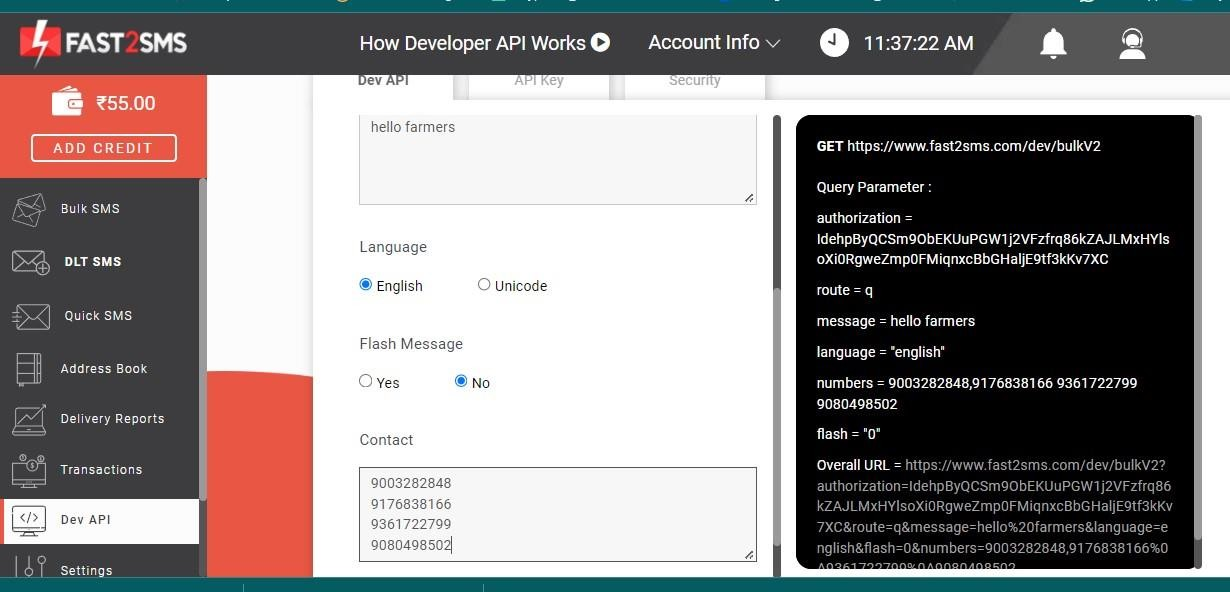 FAST2SMS
How Developer API Works
Account Info
11:37:22 AM
₹55.00
ADD CREDIT
Bulk SMS
DLT SMS
Quick SMS
Address Book
Delivery Reports
Transactions
Dev API
Settings
Dev API
API Key
Security
hello farmers
Language
English
Unicode
Flash Message
Yes
No
Contact
9003282848
9176838166
9361722799
9080498502
GET https://www.fast2sms.com/dev/bulkV2
Query Parameter :
authorization =
IdehpByQCSm9ObEKUuPGW1j2VFzfrq86kZAJLMxHYls
oXi0RgweZmp0FMiqnxcBbGHaljE9tf3kKv7XC
route = q
message = hello farmers
language = "english"
numbers = 9003282848,9176838166 9361722799
9080498502
flash = "0"
Overall URL = https://www.fast2sms.com/dev/bulkV2?
authorization=IdehpByQCSm9ObEKUuPGW1j2VFzfrq86
kZAJLMxHYlsoXi0RgweZmp0FMiqnxcBbGHaljE9tf3kKv
7XC&route=q&message=hello%20farmers&language=e
nglish&flash=0&numbers=9003282848,9176838166%0
A9361722799%0A9080498502